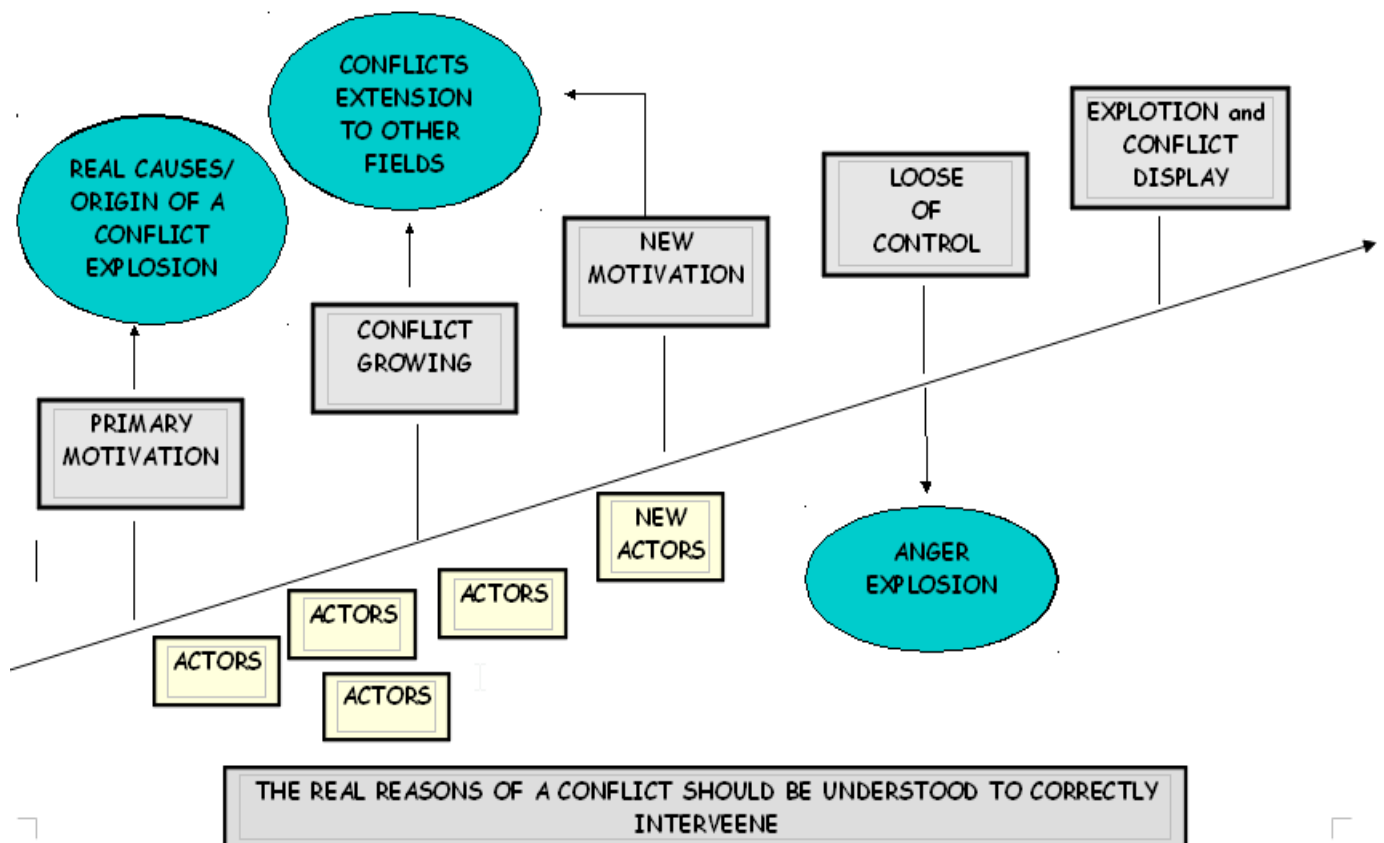 CONFLICTS
EXTENSION
TO OTHER
FIELDS
REAL CAUSES/
ORIGIN OF A
CONFLICT
EXPLOSION
EXPLOTION and
CONFLICT
DISPLAY
LOOSE
OF
CONTROL
NEW
MOTIVATION
CONFLICT
GROWING
PRIMARY
MOTIVATION
NEW
ACTORS
ACTORS
ACTORS
ACTORS
ACTORS
ANGER
EXPLOSION
THE REAL REASONS OF A CONFLICT SHOULD BE UNDERSTOOD TO CORRECTLY
INTERVEENE